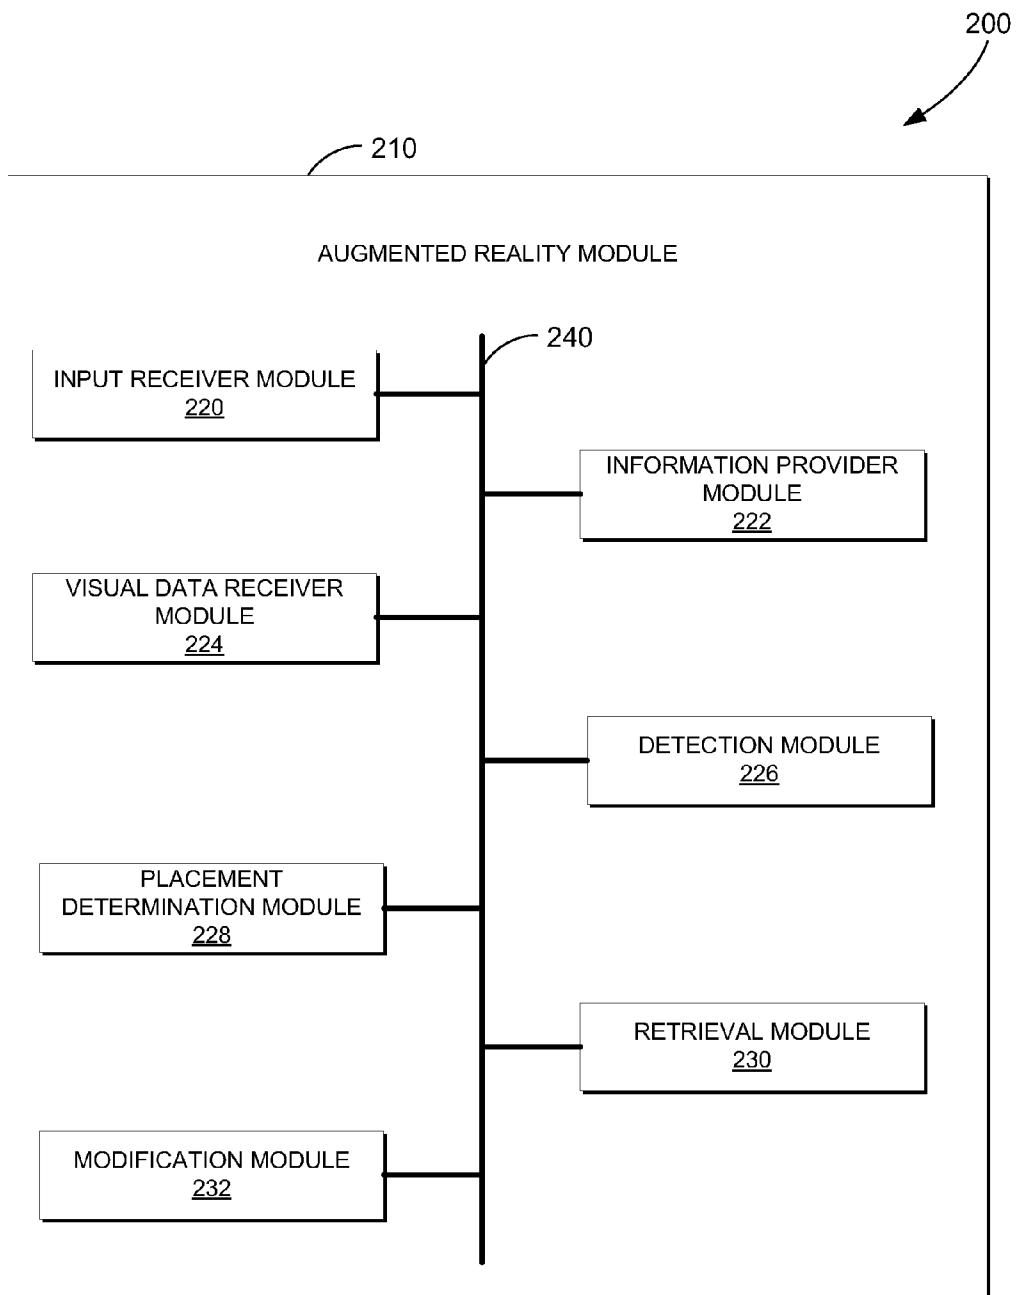 200
210
AUGMENTED REALITY MODULE
240
INPUT RECEIVER MODULE
220
INFORMATION PROVIDER
MODULE
222
VISUAL DATA RECEIVER
MODULE
224
DETECTION MODULE
226
PLACEMENT
DETERMINATION MODULE
228
RETRIEVAL MODULE
230
MODIFICATION MODULE
232